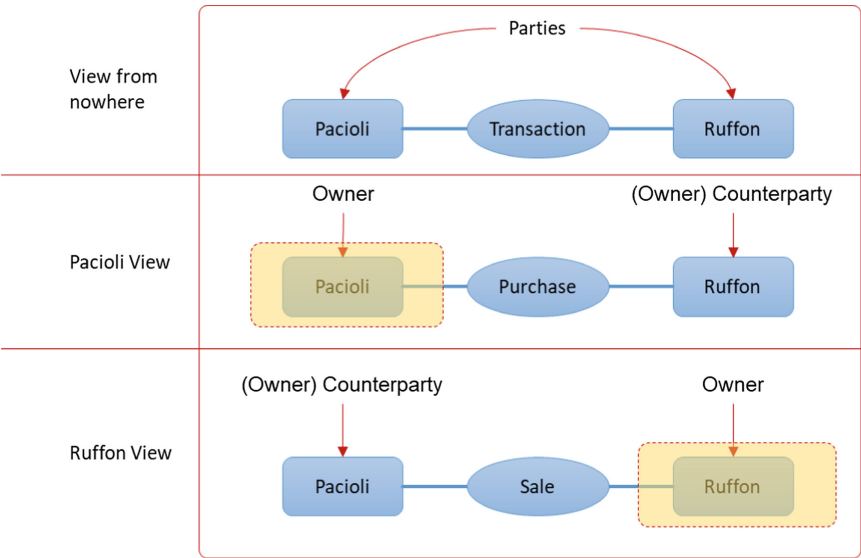 Parties
View from
nowhere
Pacioli
Transaction
Ruffon
Owner
(Owner) Counterparty
Pacioli View
Pacioli
Purchase
Ruffon
(Owner) Counterparty
Owner
Ruffon View
Pacioli
Sale
Ruffon